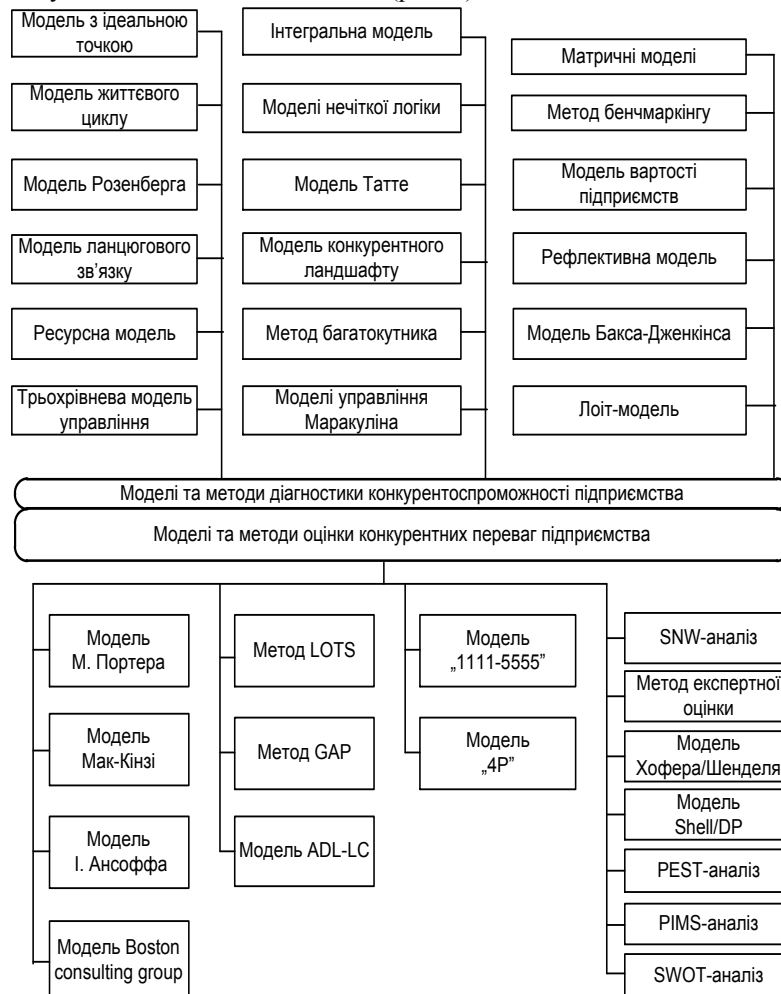 Модель з ідеальною
точкою
Модель життєвого
циклу
Модель Розенберга
Модель ланцюгового
зв’язку
Ресурсна модель
Трьохрівнева модель
управління
Інтегральна модель
Моделі нечіткої логіки
Модель Татте
Модель конкурентного
ландшафту
Метод багатокутника
Моделі управління
Маракуліна
Матричні моделі
Метод бенчмаркінгу
Модель вартості
підприємств
Рефлективна модель
Модель Бакса-Дженкінса
Лоіт-модель
Моделі та методи діагностики конкурентоспроможності підприємства
Моделі та методи оцінки конкурентних переваг підприємства
Модель
М. Портера
Модель
Мак-Кінзі
Модель
І. Ансоффа
Модель Boston
consulting group
Метод LOTS
Метод GAP
Модель ADL-LC
Модель
„1111-5555”
Модель
„4P”
SNW-аналіз
Метод експертної
оцінки
Модель
Хофера/Шенделя
Модель
Shell/DP
PEST-аналіз
PIMS-аналіз
SWOT-аналіз